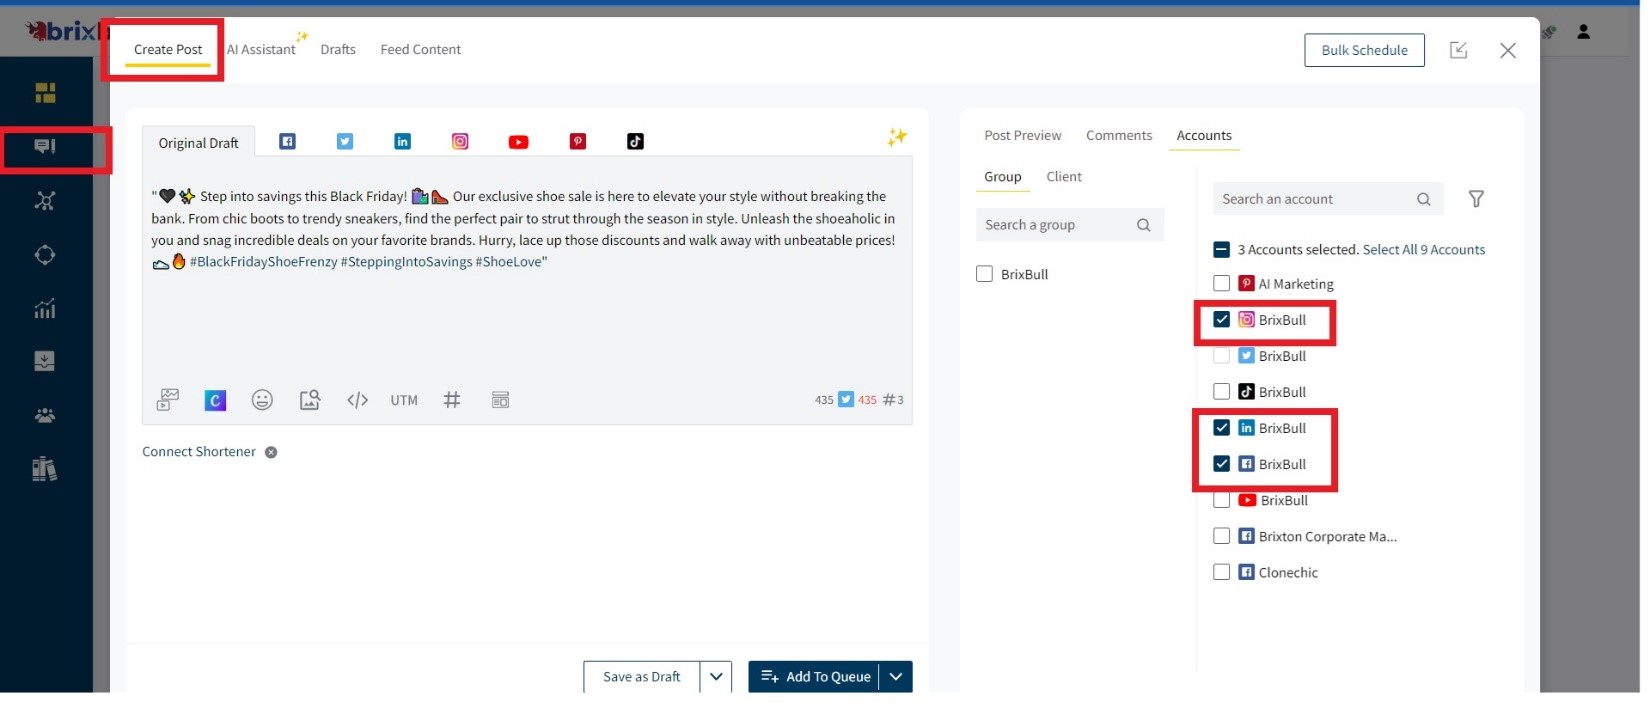 brixb
Create Post
AI Assistant
Drafts
Feed Content
Bulk Schedule
Original Draft
"🖤✨ Step into savings this Black Friday! 🛍️👠 Our exclusive shoe sale is here to elevate your style without breaking the
bank. From chic boots to trendy sneakers, find the perfect pair to strut through the season in style. Unleash the shoeaholic in
you and snag incredible deals on your favorite brands. Hurry, lace up those discounts and walk away with unbeatable prices!
👟🔥 #BlackFridayShoeFrenzy #SteppingIntoSavings #ShoeLove"
UTM
435 435 #3
Connect Shortener
Save as Draft
Add To Queue
Post Preview
Comments
Accounts
Group
Client
Search a group
BrixBull
Search an account
3 Accounts selected. Select All 9 Accounts
AI Marketing
BrixBull
BrixBull
BrixBull
BrixBull
BrixBull
BrixBull
Brixton Corporate Ma...
Clonechic